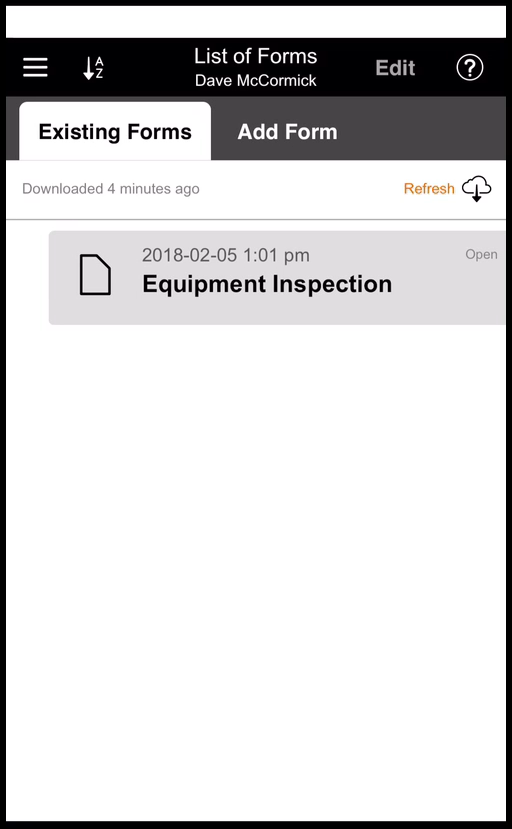 A
Z
List of Forms
Dave McCormick
Edit
?
Existing Forms
Add Form
Downloaded 4 minutes ago
Refresh
2018-02-05 1:01 pm
Open
Equipment Inspection